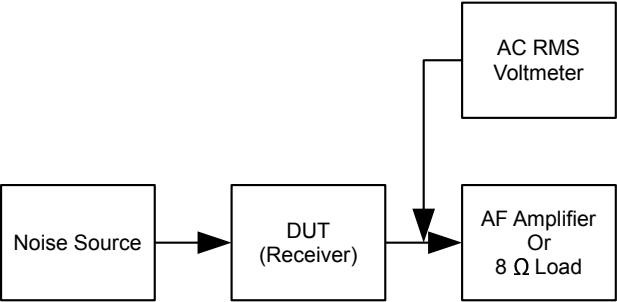 AC RMS
Voltmeter
Noise Source
DUT
(Receiver)
AF Amplifier
Or
8 Ω Load